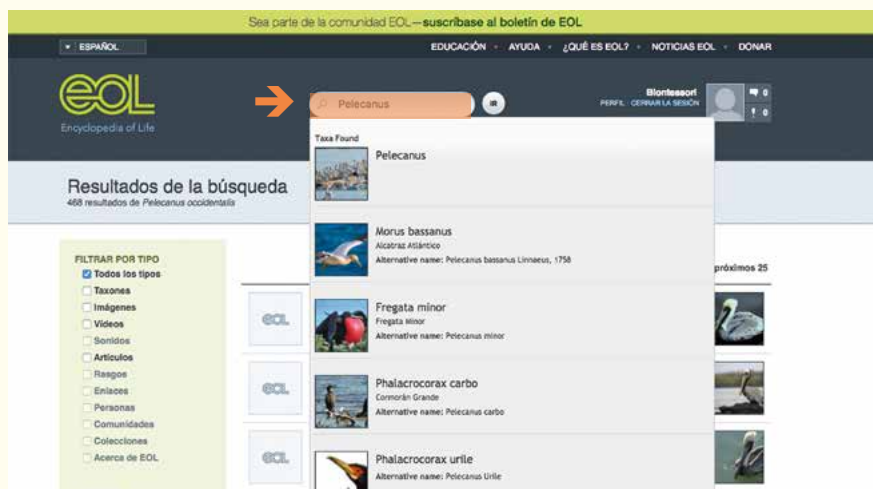 Sea parte de la comunidad EOL—suscríbase al boletín de EOL
ESPAÑOL
EDUCACIÓN AYUDA ¿QUÉ ES EOL? NOTICIAS EOL DONAR
eol
Encyclopedia of Life
Pelecanus
IR
Biontessori
PERFIL CERRAR LA SESIÓN
0
0
Taxa Found
Pelecanus
Resultados de la búsqueda
468 resultados de Pelecanus occidentalis
Morus bassanus
Alcatraz Atlántico
Alternative name: Pelecanus bassanus Linnaeus, 1758
FILTRAR POR TIPO
Todos los tipos
Taxones
Imágenes
Videos
Sonidos
Artículos
Rasgos
Enlaces
Personas
Comunidades
Colecciones
Acerca de EOL
próximos 25
eol
Fregata minor
Fregata Minor
Alternative name: Pelecanus minor
eol
Phalacrocorax carbo
Cormorán Grande
Alternative name: Pelecanus carbo
eol
Phalacrocorax urile
Alternative name: Pelecanus Urile